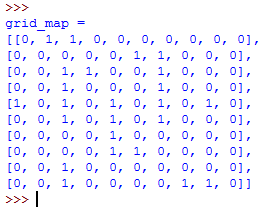 >>>
grid_map =
[[0, 1, 1, 0, 0, 0, 0, 0, 0, 0],
[0, 0, 0, 0, 0, 1, 1, 0, 0, 0],
[0, 0, 1, 1, 0, 0, 1, 0, 0, 0],
[0, 0, 1, 0, 0, 0, 1, 0, 0, 0],
[1, 0, 1, 0, 1, 0, 1, 0, 1, 0],
[0, 0, 1, 0, 1, 0, 1, 0, 0, 0],
[0, 0, 0, 0, 1, 0, 0, 0, 0, 0],
[0, 0, 0, 0, 1, 1, 0, 0, 0, 0],
[0, 0, 1, 0, 0, 0, 0, 0, 0, 0],
[0, 0, 1, 0, 0, 0, 0, 1, 1, 0]]
>>>